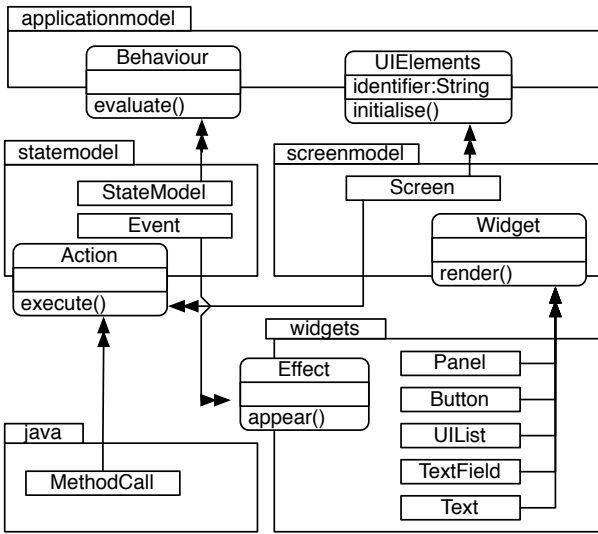 applicationmodel
Behaviour
evaluate()
UIElements
identifier:String
initialise()
statemodel
StateModel
Event
Action
execute()
screenmodel
Screen
Widget
render()
widgets
Effect
appear()
Panel
Button
UIList
TextField
Text
java
MethodCall